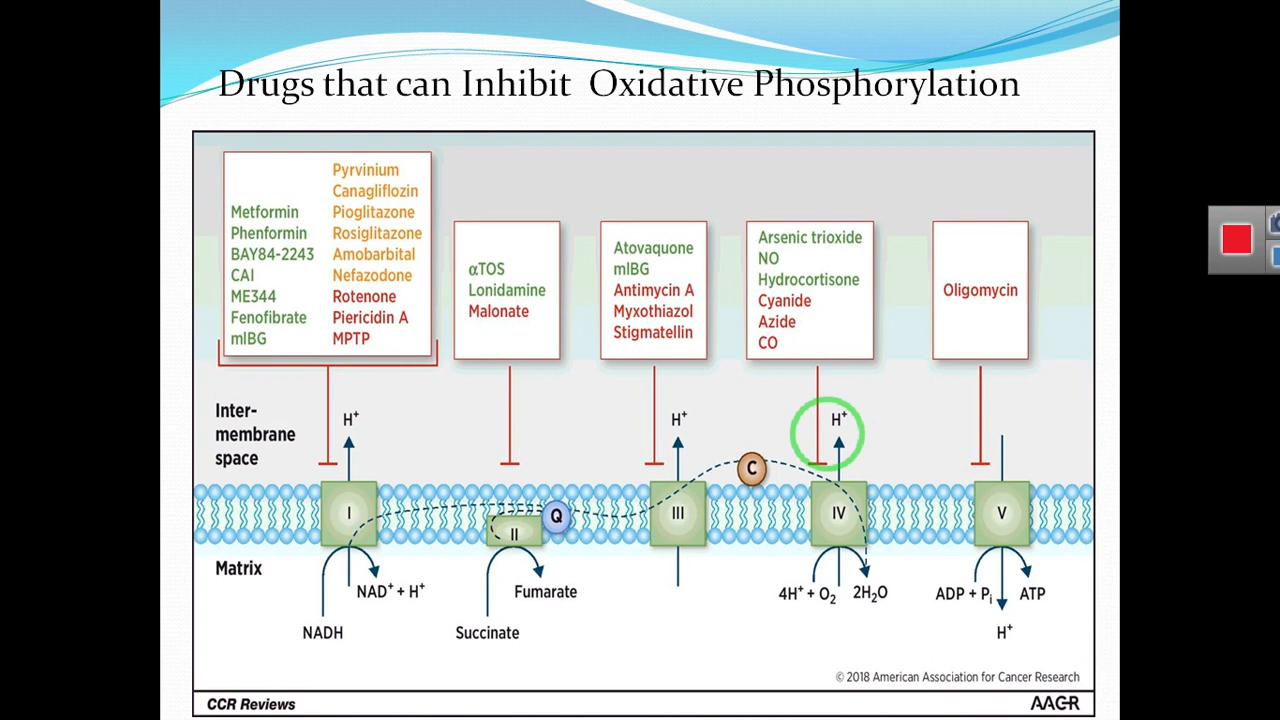 Drugs that can Inhibit  Oxidative Phosphorylation
Metformin
Phenformin
BAY84-2243
CAI
ME344
Fenofibrate
mIBG
Pyrvinium
Canagliflozin
Pioglitazone
Rosiglitazone
Amobarbital
Nefazodone
Rotenone
Piericidin A
MPTP
αTOS
Lonidamine
Malonate
Atovaquone
mIBG
Antimycin A
Myxothiazol
Stigmatellin
Arsenic trioxide
NO
Hydrocortisone
Cyanide
Azide
CO
Oligomycin
Inter-
membrane
space
H⁺
H⁺
H⁺
C
I
II
Q
III
IV
V
Matrix
NAD⁺ + H⁺
NADH
Fumarate
Succinate
4H⁺ + O₂
2H₂O
ADP + Pᵢ
ATP
H⁺
© 2018 American Association for Cancer Research
CCR Reviews
AACR